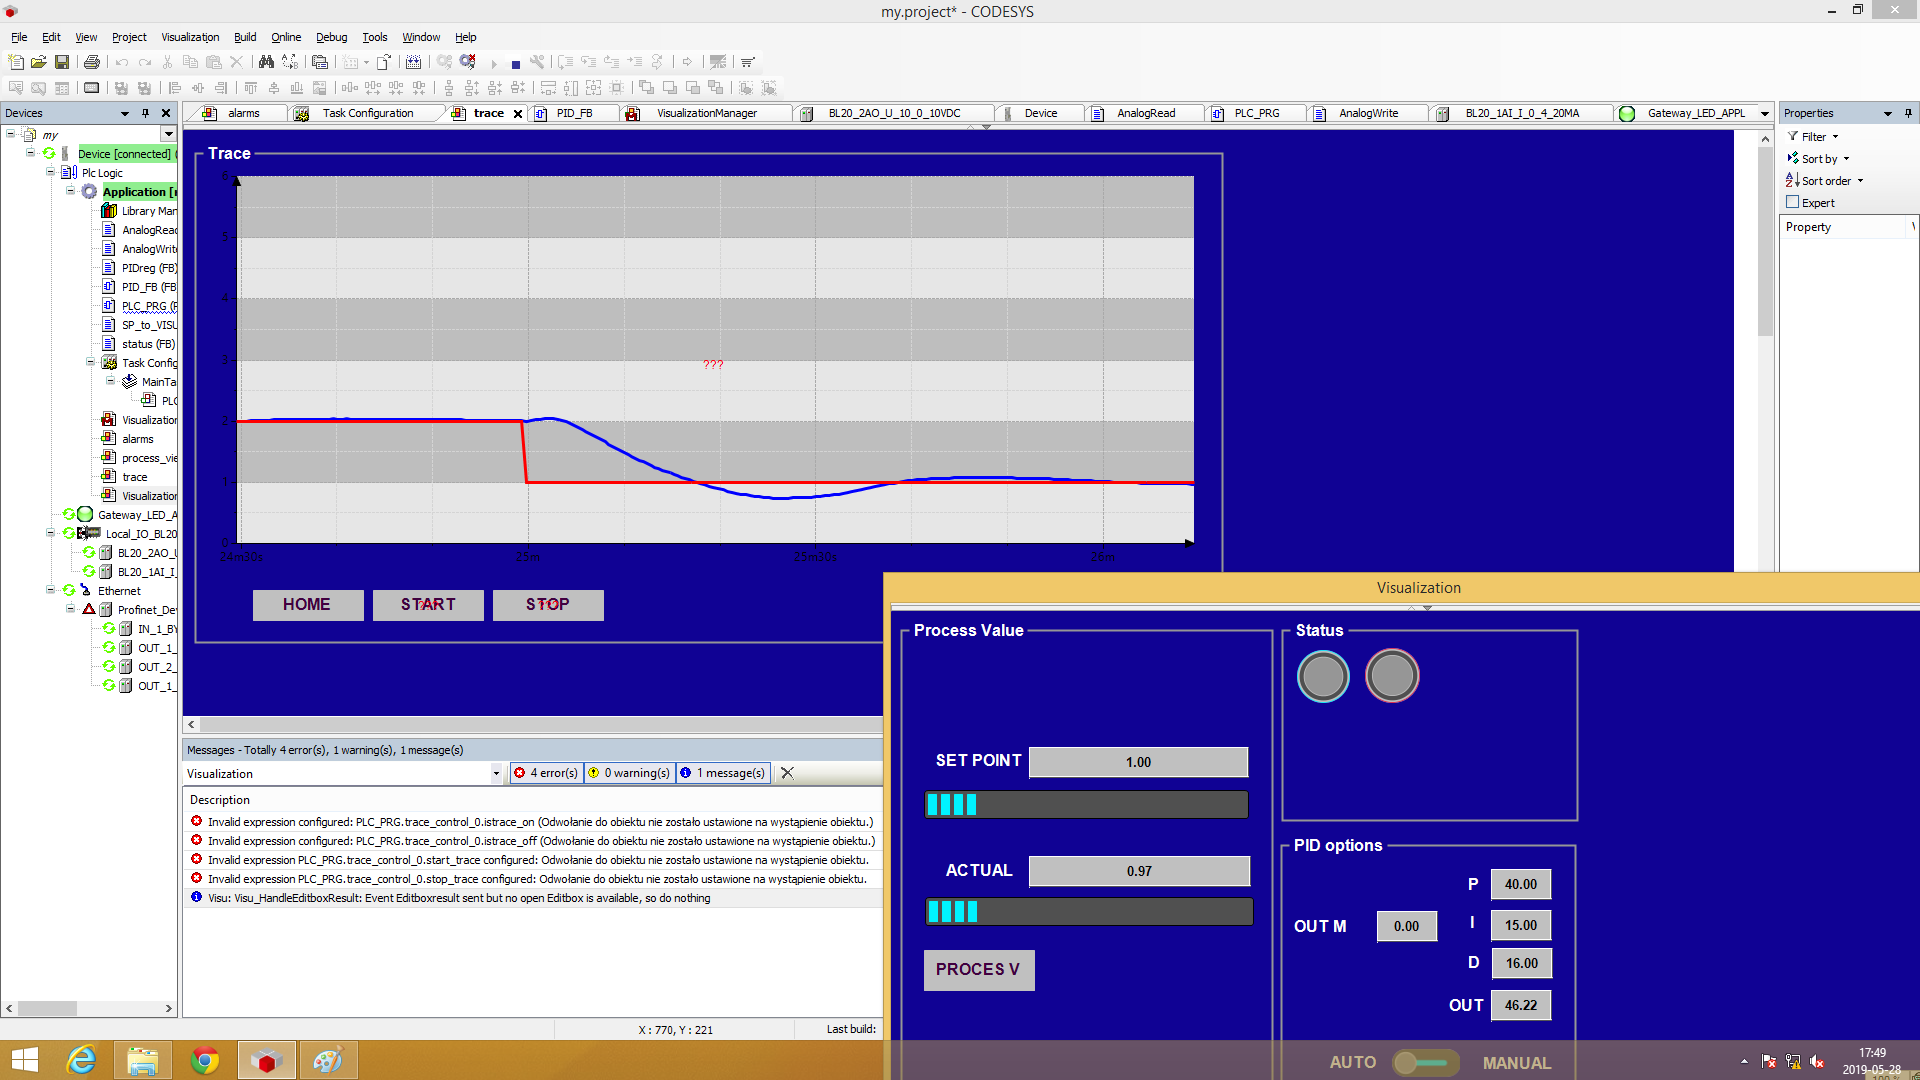 my.project* - CODESYS
File Edit View Project Visualization Build Online Debug Tools Window Help
Devices
my
Device [connected] (
Plc Logic
Application [r
Library Man
AnalogRead
AnalogWrite
PIDreg (FB)
PID_FB (FB
PLC_PRG (P
SP_to_VISU
status (FB)
Task Config
MainTa
PLC
Visualization
alarms
process_vie
trace
Visualization
Gateway_LED_A
Local_IO_BL20
BL20_2AO_U
BL20_1AI_I_
Ethernet
Profinet_Dev
IN_1_BY
OUT_1_
OUT_2_
OUT_1_
alarms Task Configuration trace PID_FB VisualizationManager BL20_2AO_U_10_0_10VDC Device AnalogRead PLC_PRG AnalogWrite BL20_1AI_I_0_4_20MA Gateway_LED_APPL
Trace
6
5
4
3
2
1
0
???
24m30s 25m 25m30s 26m
HOME START STOP
Properties
Filter
Sort by
Sort order
Expert
Property
Messages - Totally 4 error(s), 1 warning(s), 1 message(s)
Visualization 4 error(s) 0 warning(s) 1 message(s)
Description
Invalid expression configured: PLC_PRG.trace_control_0.istrace_on (Odwołanie do obiektu nie zostało ustawione na wystąpienie obiektu.)
Invalid expression configured: PLC_PRG.trace_control_0.istrace_off (Odwołanie do obiektu nie zostało ustawione na wystąpienie obiektu.)
Invalid expression PLC_PRG.trace_control_0.start_trace configured: Odwołanie do obiektu nie zostało ustawione na wystąpienie obiektu.
Invalid expression PLC_PRG.trace_control_0.stop_trace configured: Odwołanie do obiektu nie zostało ustawione na wystąpienie obiektu.
Visu: Visu_HandleEditboxResult: Event Editboxresult sent but no open Editbox is available, so do nothing
X : 770, Y : 221
Last build:
Visualization
Process Value
SET POINT 1.00
ACTUAL 0.97
PROCES V
Status
PID options
P 40.00
OUT M 0.00
I 15.00
D 16.00
OUT 46.22
AUTO MANUAL
17:49
2019-05-28